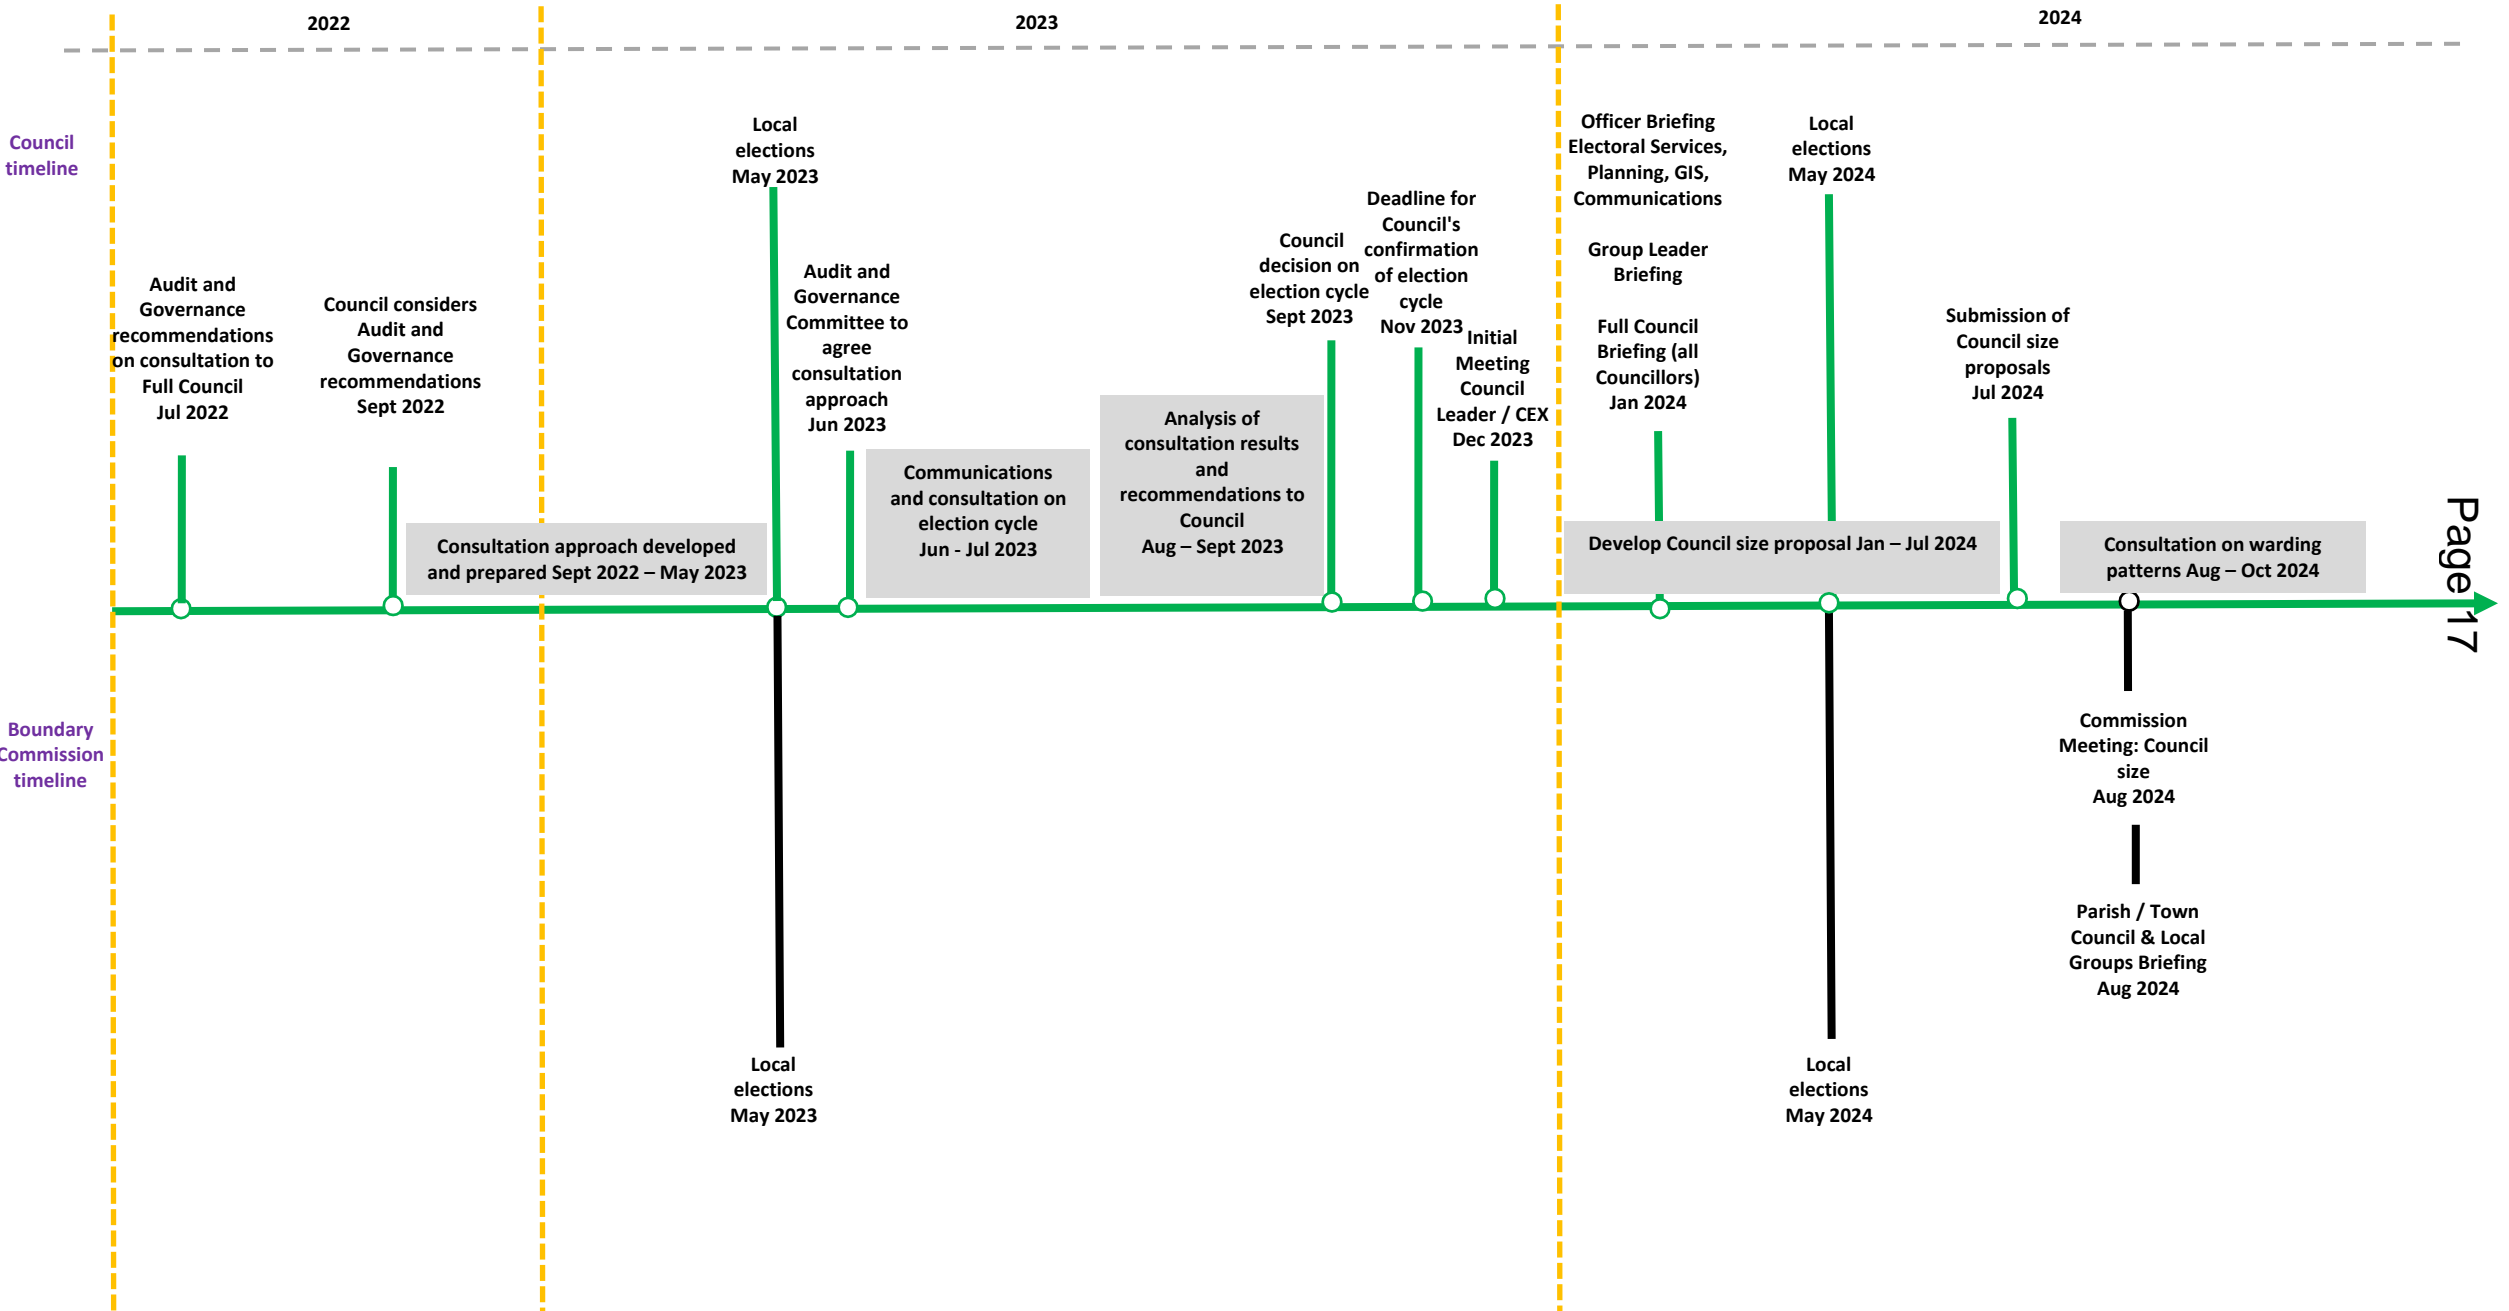 2022
2023
2024
Council
timeline
Audit and
Governance
recommendations
on consultation to
Full Council
Jul 2022
Council considers
Audit and
Governance
recommendations
Sept 2022
Consultation approach developed
and prepared Sept 2022 – May 2023
Local
elections
May 2023
Audit and
Governance
Committee to
agree
consultation
approach
Jun 2023
Communications
and consultation on
election cycle
Jun - Jul 2023
Analysis of
consultation results
and
recommendations to
Council
Aug – Sept 2023
Council
decision on
election cycle
Sept 2023
Deadline for
Council's
confirmation
of election
cycle
Nov 2023
Initial
Meeting
Council
Leader / CEX
Dec 2023
Officer Briefing
Electoral Services,
Planning, GIS,
Communications
Group Leader
Briefing
Full Council
Briefing (all
Councillors)
Jan 2024
Develop Council size proposal Jan – Jul 2024
Local
elections
May 2024
Submission of
Council size
proposals
Jul 2024
Consultation on warding
patterns Aug – Oct 2024
Page 17
Boundary
Commission
timeline
Local
elections
May 2023
Local
elections
May 2024
Commission
Meeting: Council
size
Aug 2024
Parish / Town
Council & Local
Groups Briefing
Aug 2024